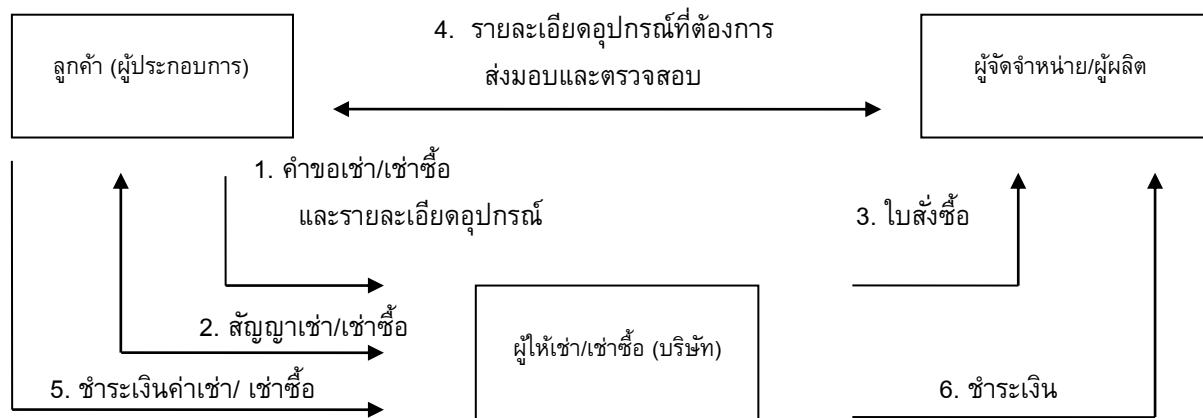 4. รายละเอียดอุปกรณ์ที่ต้องการ
ส่งมอบและตรวจสอบ
ลูกค้า (ผู้ประกอบการ)
ผู้จัดจำหน่าย/ผู้ผลิต
1. คำขอเช่า/เช่าซื้อ
และรายละเอียดอุปกรณ์
3. ใบสั่งซื้อ
2. สัญญาเช่า/เช่าซื้อ
ผู้ให้เช่า/เช่าซื้อ (บริษัท)
5. ชำระเงินค่าเช่า/ เช่าซื้อ
6. ชำระเงิน